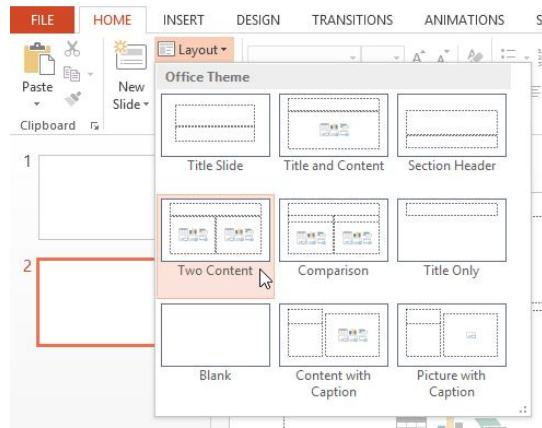 FILE HOME INSERT DESIGN TRANSITIONS ANIMATIONS S
Layout
Paste New Slide
Clipboard
Office Theme
Title Slide Title and Content Section Header
1
Two Content Comparison Title Only
2
Blank Content with Caption Picture with Caption